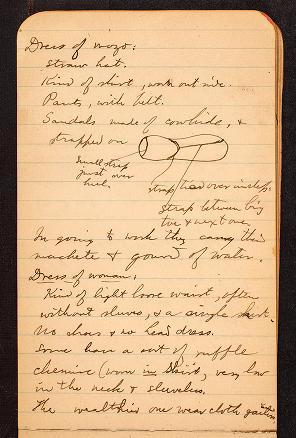 Dress of mozo:
Straw hat.
Kind of shirt, worn outside.
Pants, with belt.
Sandals made of cowhide, &
strapped on
Small strap
just over
heel.
strap tied over instep.
Strap between big
toe & next one.
In going to work they carry their
machete & gourd of water.
Dress of woman:
Kind of light loose waist, often
without sleeves, & a single skirt.
No shoes & no head dress.
Some have a sort of ruffle
chemise (worn in skirt), very low
in the neck & sleeveless.
The wealthier one wear cloth gaiters